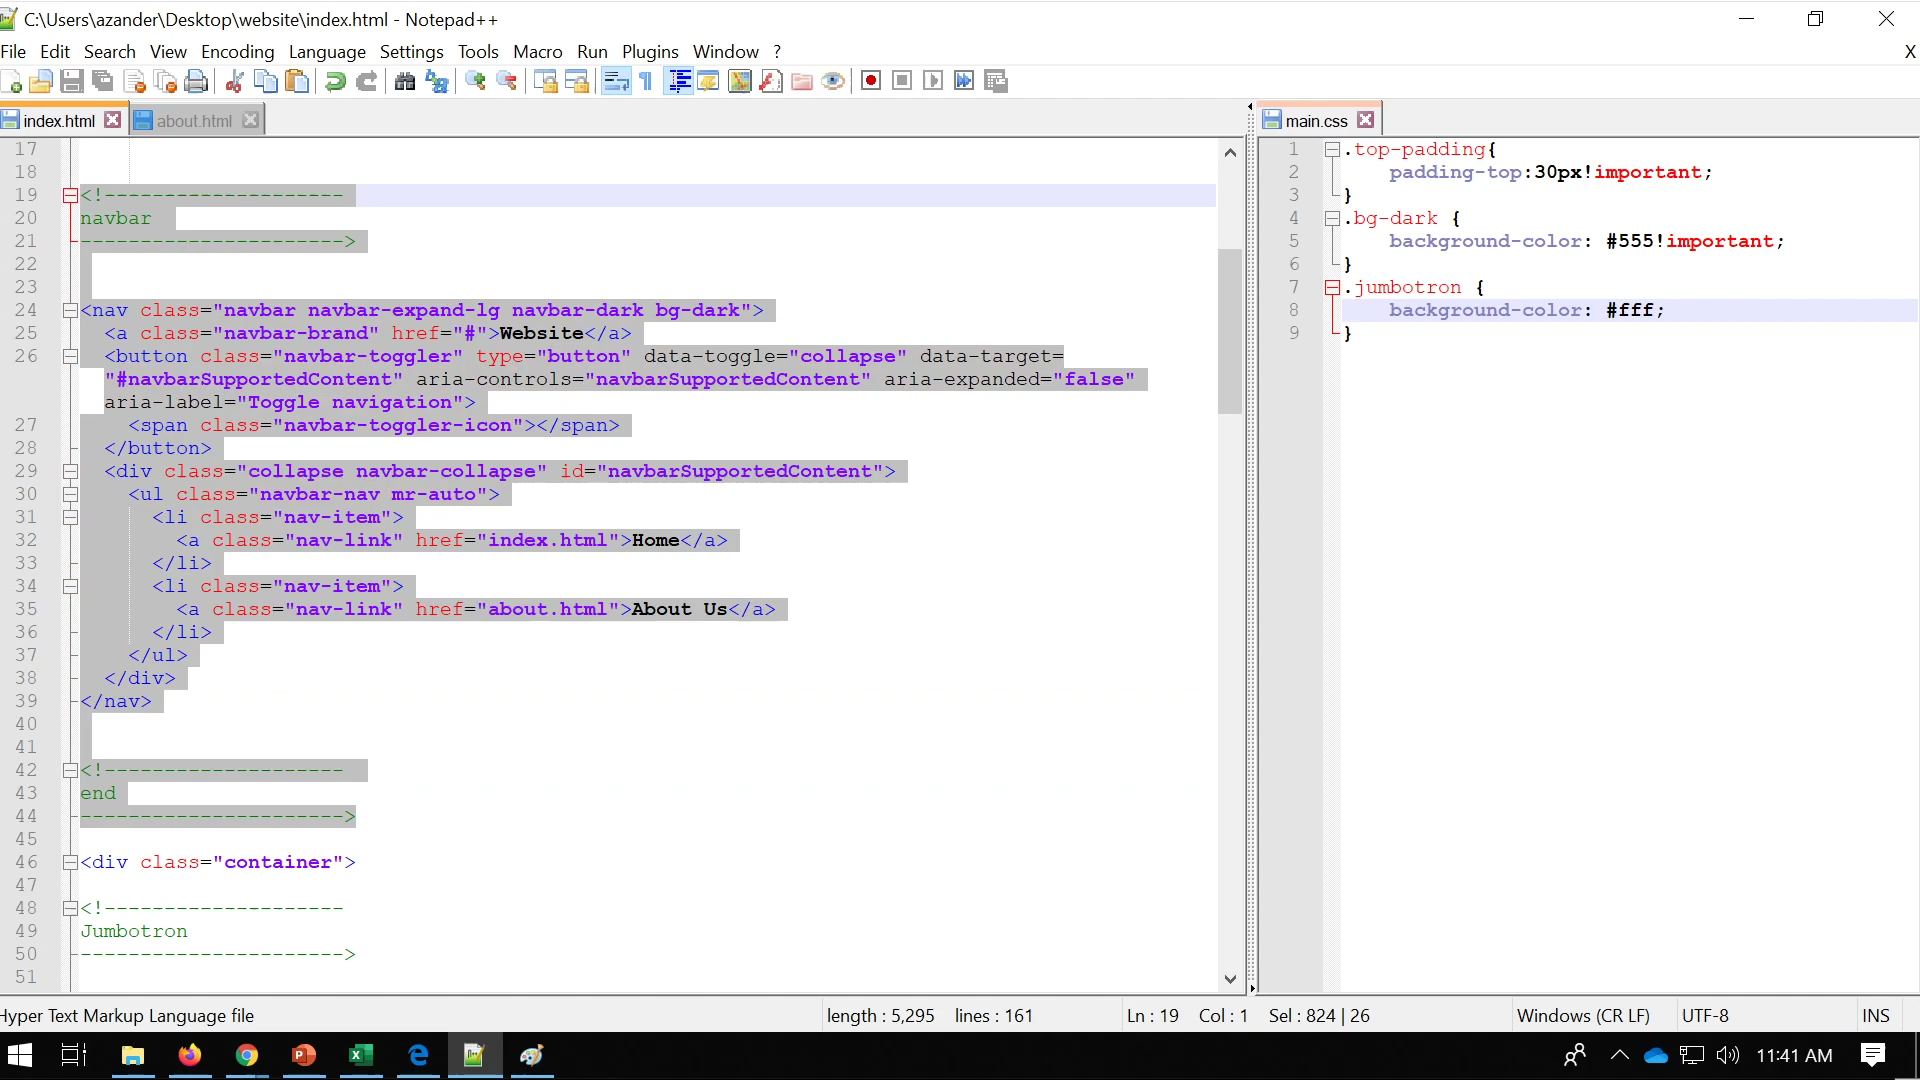 C:\Users\azander\Desktop\website\index.html - Notepad++
File Edit Search View Encoding Language Settings Tools Macro Run Plugins Window ? X
index.html about.html
17
18
19 <!--------------------
20 navbar
21 ---------------------->
22
23
24 <nav class="navbar navbar-expand-lg navbar-dark bg-dark">
25 <a class="navbar-brand" href="#">Website</a>
26 <button class="navbar-toggler" type="button" data-toggle="collapse" data-target=
"#navbarSupportedContent" aria-controls="navbarSupportedContent" aria-expanded="false"
aria-label="Toggle navigation">
27 <span class="navbar-toggler-icon"></span>
28 </button>
29 <div class="collapse navbar-collapse" id="navbarSupportedContent">
30 <ul class="navbar-nav mr-auto">
31 <li class="nav-item">
32 <a class="nav-link" href="index.html">Home</a>
33 </li>
34 <li class="nav-item">
35 <a class="nav-link" href="about.html">About Us</a>
36 </li>
37 </ul>
38 </div>
39 </nav>
40
41
42 <!--------------------
43 end
44 ---------------------->
45
46 <div class="container">
47
48 <!--------------------
49 Jumbotron
50 ---------------------->
51
main.css
1 .top-padding{
2 padding-top:30px!important;
3 }
4 .bg-dark {
5 background-color: #555!important;
6 }
7 .jumbotron {
8 background-color: #fff;
9 }
Hyper Text Markup Language file length : 5,295 lines : 161 Ln : 19 Col : 1 Sel : 824 | 26 Windows (CR LF) UTF-8 INS
11:41 AM